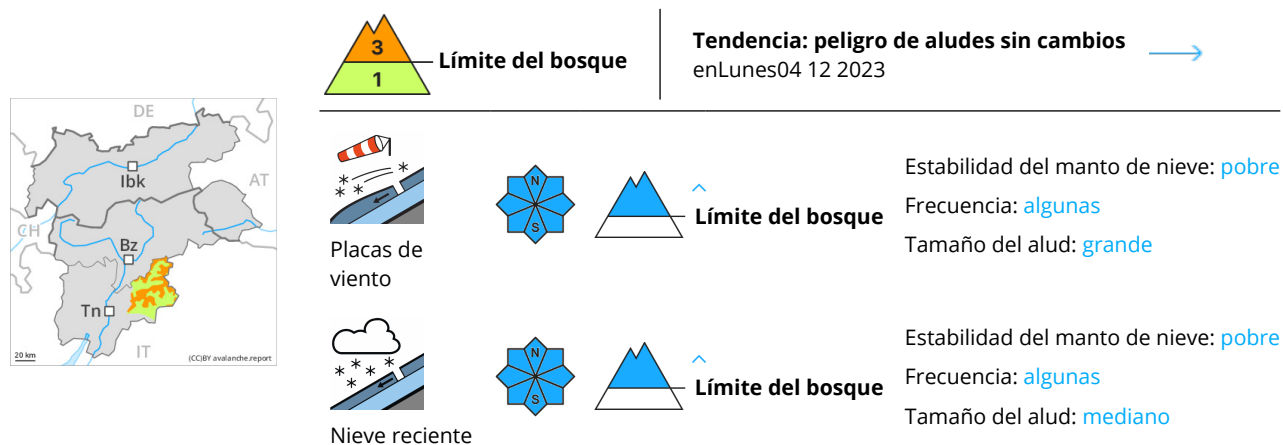 3
1
Límite del bosque
Tendencia: peligro de aludes sin cambios
enLunes04 12 2023
DE
AT
CH
IT
Ibk
Bz
Tn
20 km
(CC)BY avalanche.report
N
S
Placas de
viento
Límite del bosque
Estabilidad del manto de nieve: pobre
Frecuencia: algunas
Tamaño del alud: grande
N
S
Nieve reciente
Límite del bosque
Estabilidad del manto de nieve: pobre
Frecuencia: algunas
Tamaño del alud: mediano